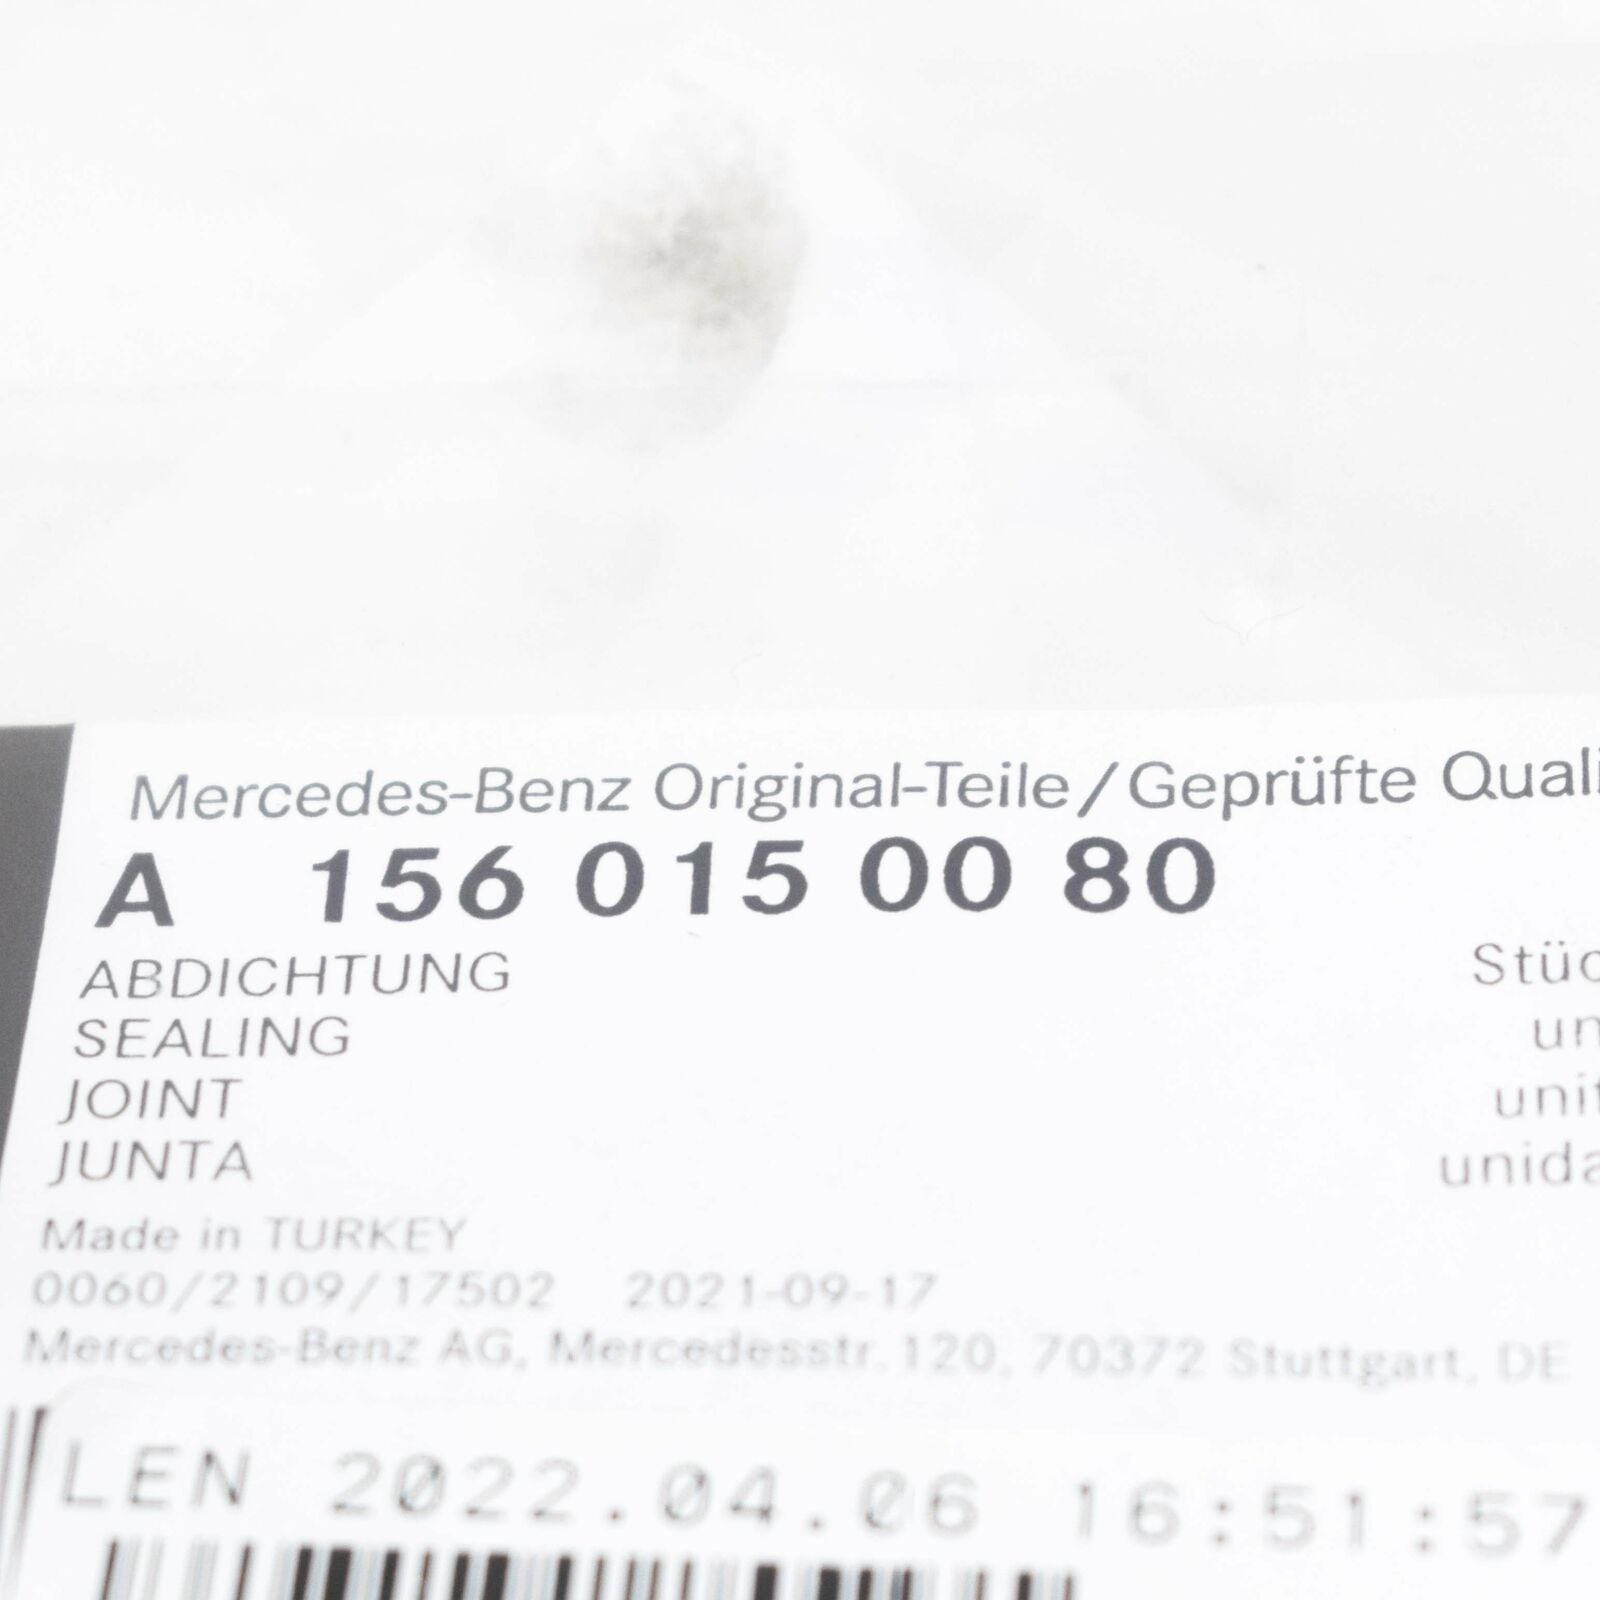 Mercedes-Benz Original-Teile/Geprüfte Quali
A 156 015 00 80
ABDICHTUNG
Stüc
SEALING
un
JOINT
unit
JUNTA
unida
Made in TURKEY
0060/2109/17502 2021-09-17
Mercedes-Benz AG, Mercedesstr. 120, 70372 Stuttgart, DE
LEN 2022.04.06 16:51:57